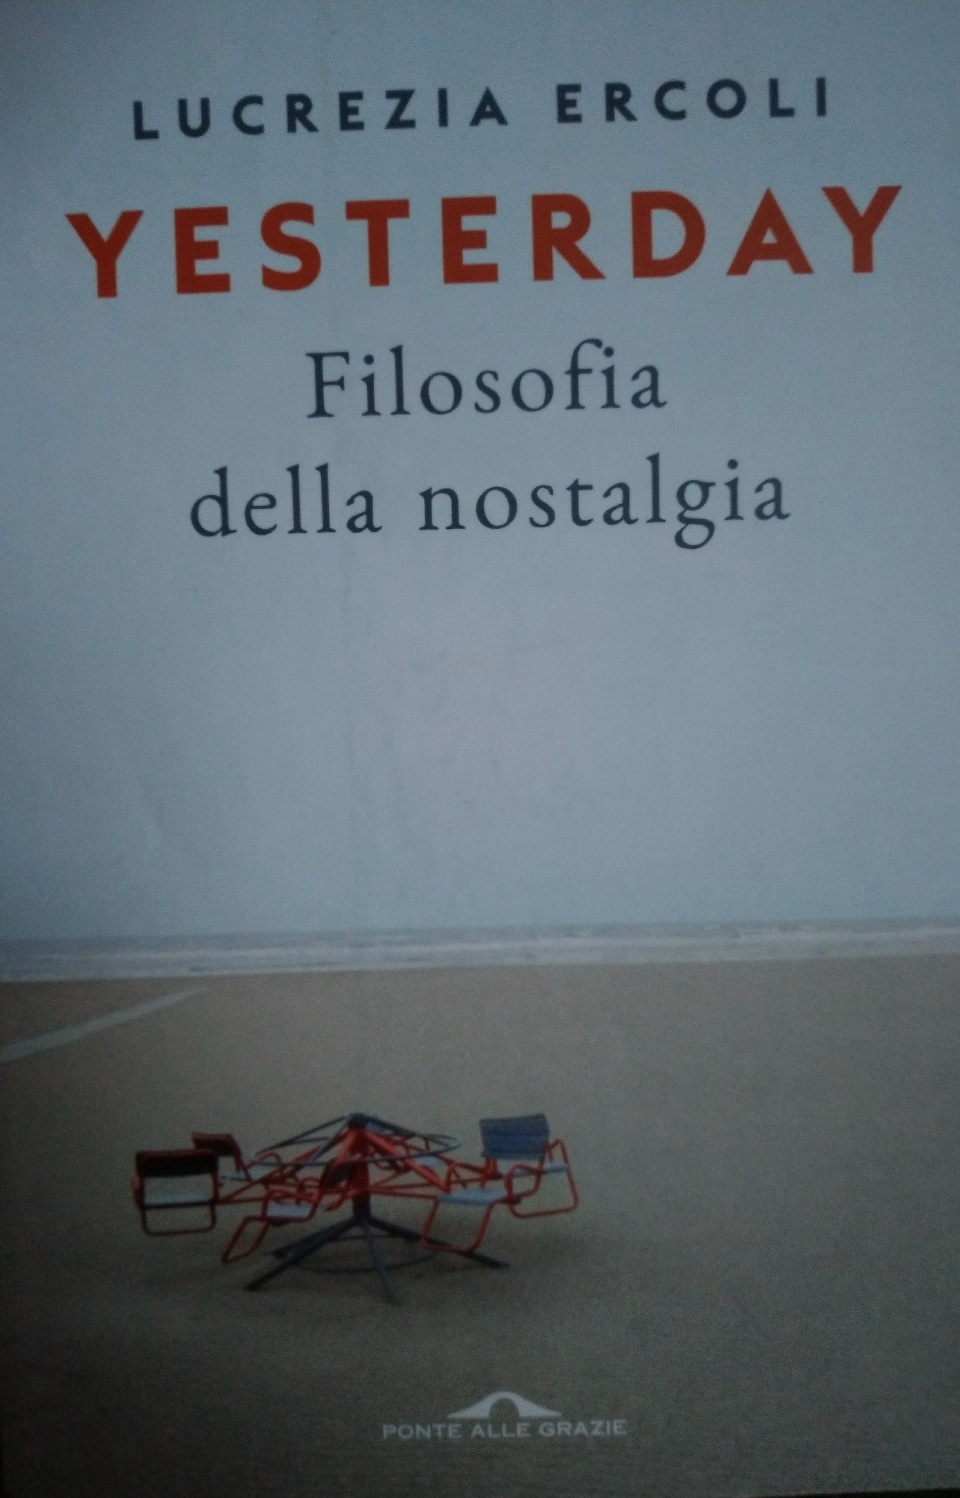 LUCREZIA ERCOLI
YESTERDAY
Filosofia
della nostalgia
PONTE ALLE GRAZIE